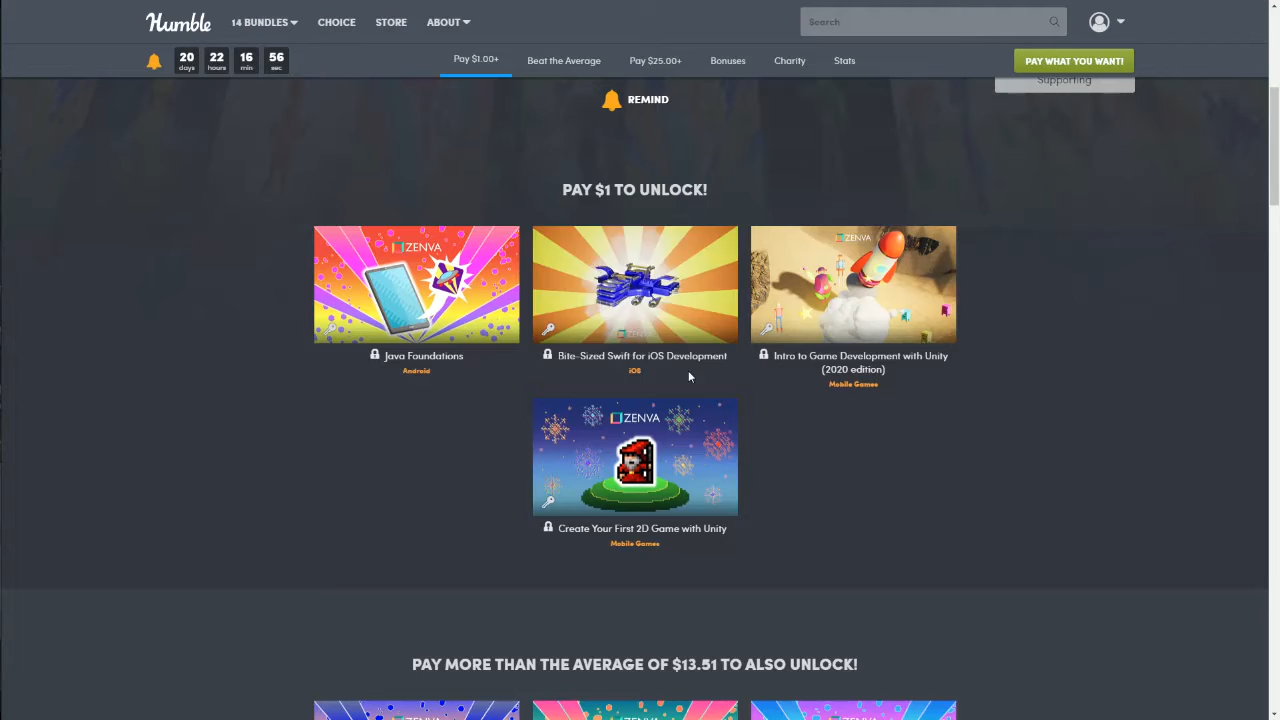 Humble
14 BUNDLES
CHOICE
STORE
ABOUT
Search
20 days
22 hours
16 min
56 sec
Pay $1.00+
Beat the Average
Pay $25.00+
Bonuses
Charity
Stats
PAY WHAT YOU WANT!
Supporting
REMIND
PAY $1 TO UNLOCK!
ZENVA
ZENVA
ZENVA
Java Foundations
Android
Bite-Sized Swift for iOS Development
iOS
Intro to Game Development with Unity
(2020 edition)
Mobile Games
ZENVA
Create Your First 2D Game with Unity
Mobile Games
PAY MORE THAN THE AVERAGE OF $13.51 TO ALSO UNLOCK!
ZENVA
ZENVA
ZENVA